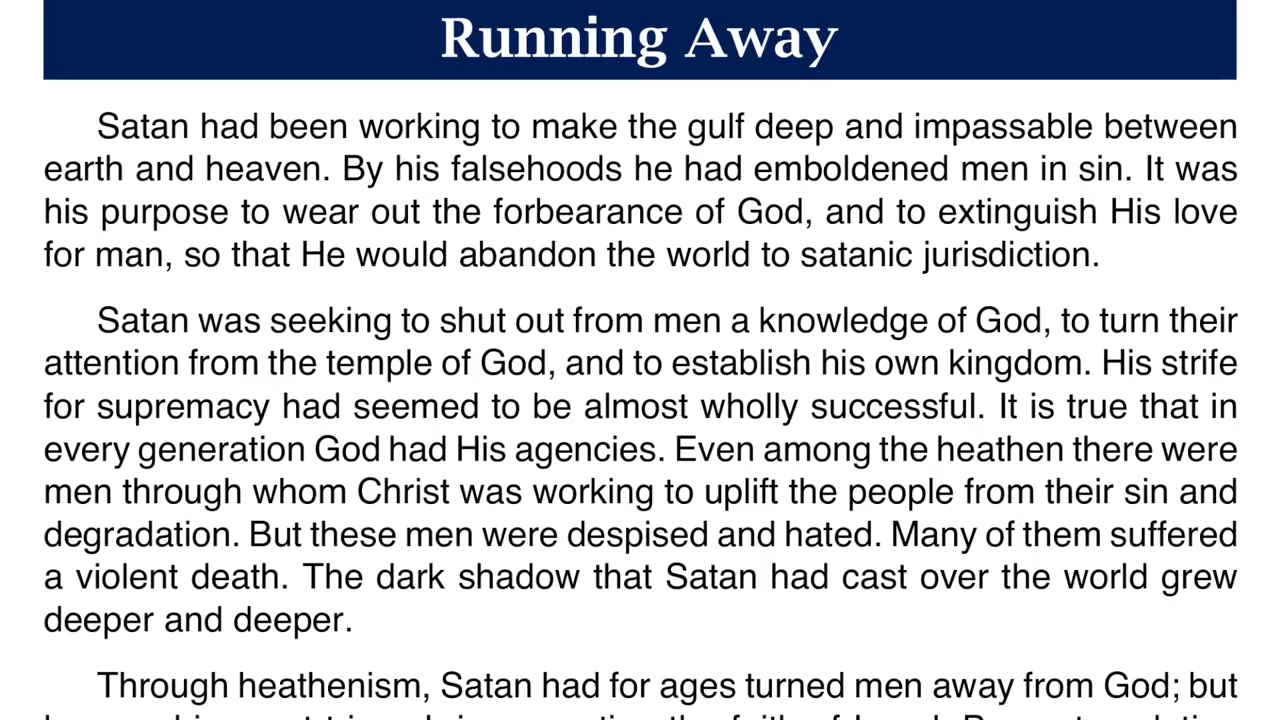 Running Away
Satan had been working to make the gulf deep and impassable between
earth and heaven. By his falsehoods he had emboldened men in sin. It was
his purpose to wear out the forbearance of God, and to extinguish His love
for man, so that He would abandon the world to satanic jurisdiction.
Satan was seeking to shut out from men a knowledge of God, to turn their
attention from the temple of God, and to establish his own kingdom. His strife
for supremacy had seemed to be almost wholly successful. It is true that in
every generation God had His agencies. Even among the heathen there were
men through whom Christ was working to uplift the people from their sin and
degradation. But these men were despised and hated. Many of them suffered
a violent death. The dark shadow that Satan had cast over the world grew
deeper and deeper.
Through heathenism, Satan had for ages turned men away from God; but